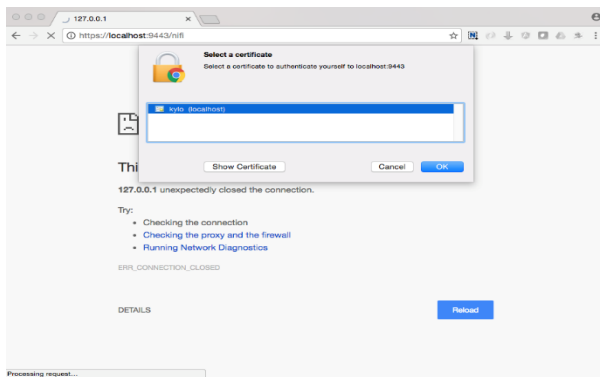 127.0.0.1
https://localhost:9443/nifi
Select a certificate
Select a certificate to authenticate yourself to localhost:9443
kylo (localhost)
Show Certificate
Cancel
OK
Thi
127.0.0.1 unexpectedly closed the connection.
Try:
• Checking the connection
• Checking the proxy and the firewall
• Running Network Diagnostics
ERR_CONNECTION_CLOSED
DETAILS
Reload
Processing request...